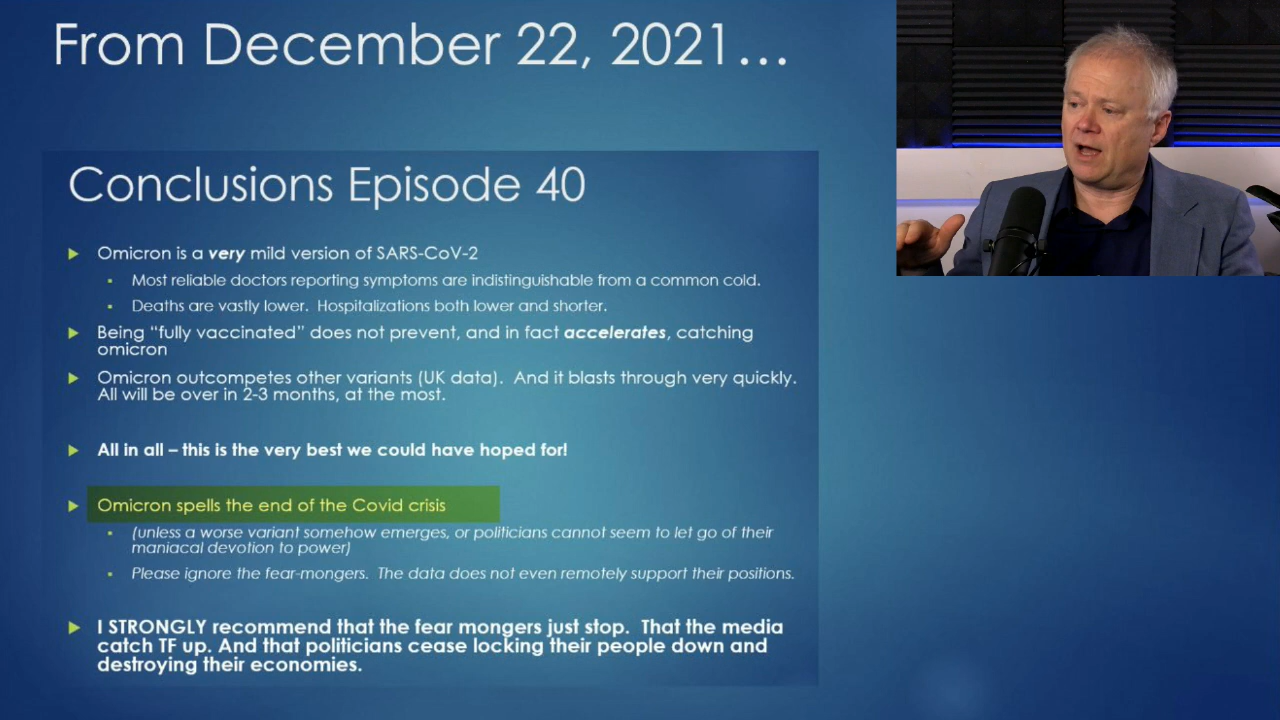 From December 22, 2021...
Conclusions Episode 40
Omicron is a very mild version of SARS-CoV-2
Most reliable doctors reporting symptoms are indistinguishable from a common cold.
Deaths are vastly lower. Hospitalizations both lower and shorter.
Being “fully vaccinated” does not prevent, and in fact accelerates, catching
omicron
Omicron outcompetes other variants (UK data). And it blasts through very quickly.
All will be over in 2-3 months, at the most.
All in all – this is the very best we could have hoped for!
Omicron spells the end of the Covid crisis
(unless a worse variant somehow emerges, or politicians cannot seem to let go of their
maniacal devotion to power)
Please ignore the fear-mongers. The data does not even remotely support their positions.
I STRONGLY recommend that the fear mongers just stop. That the media
catch TF up. And that politicians cease locking their people down and
destroying their economies.